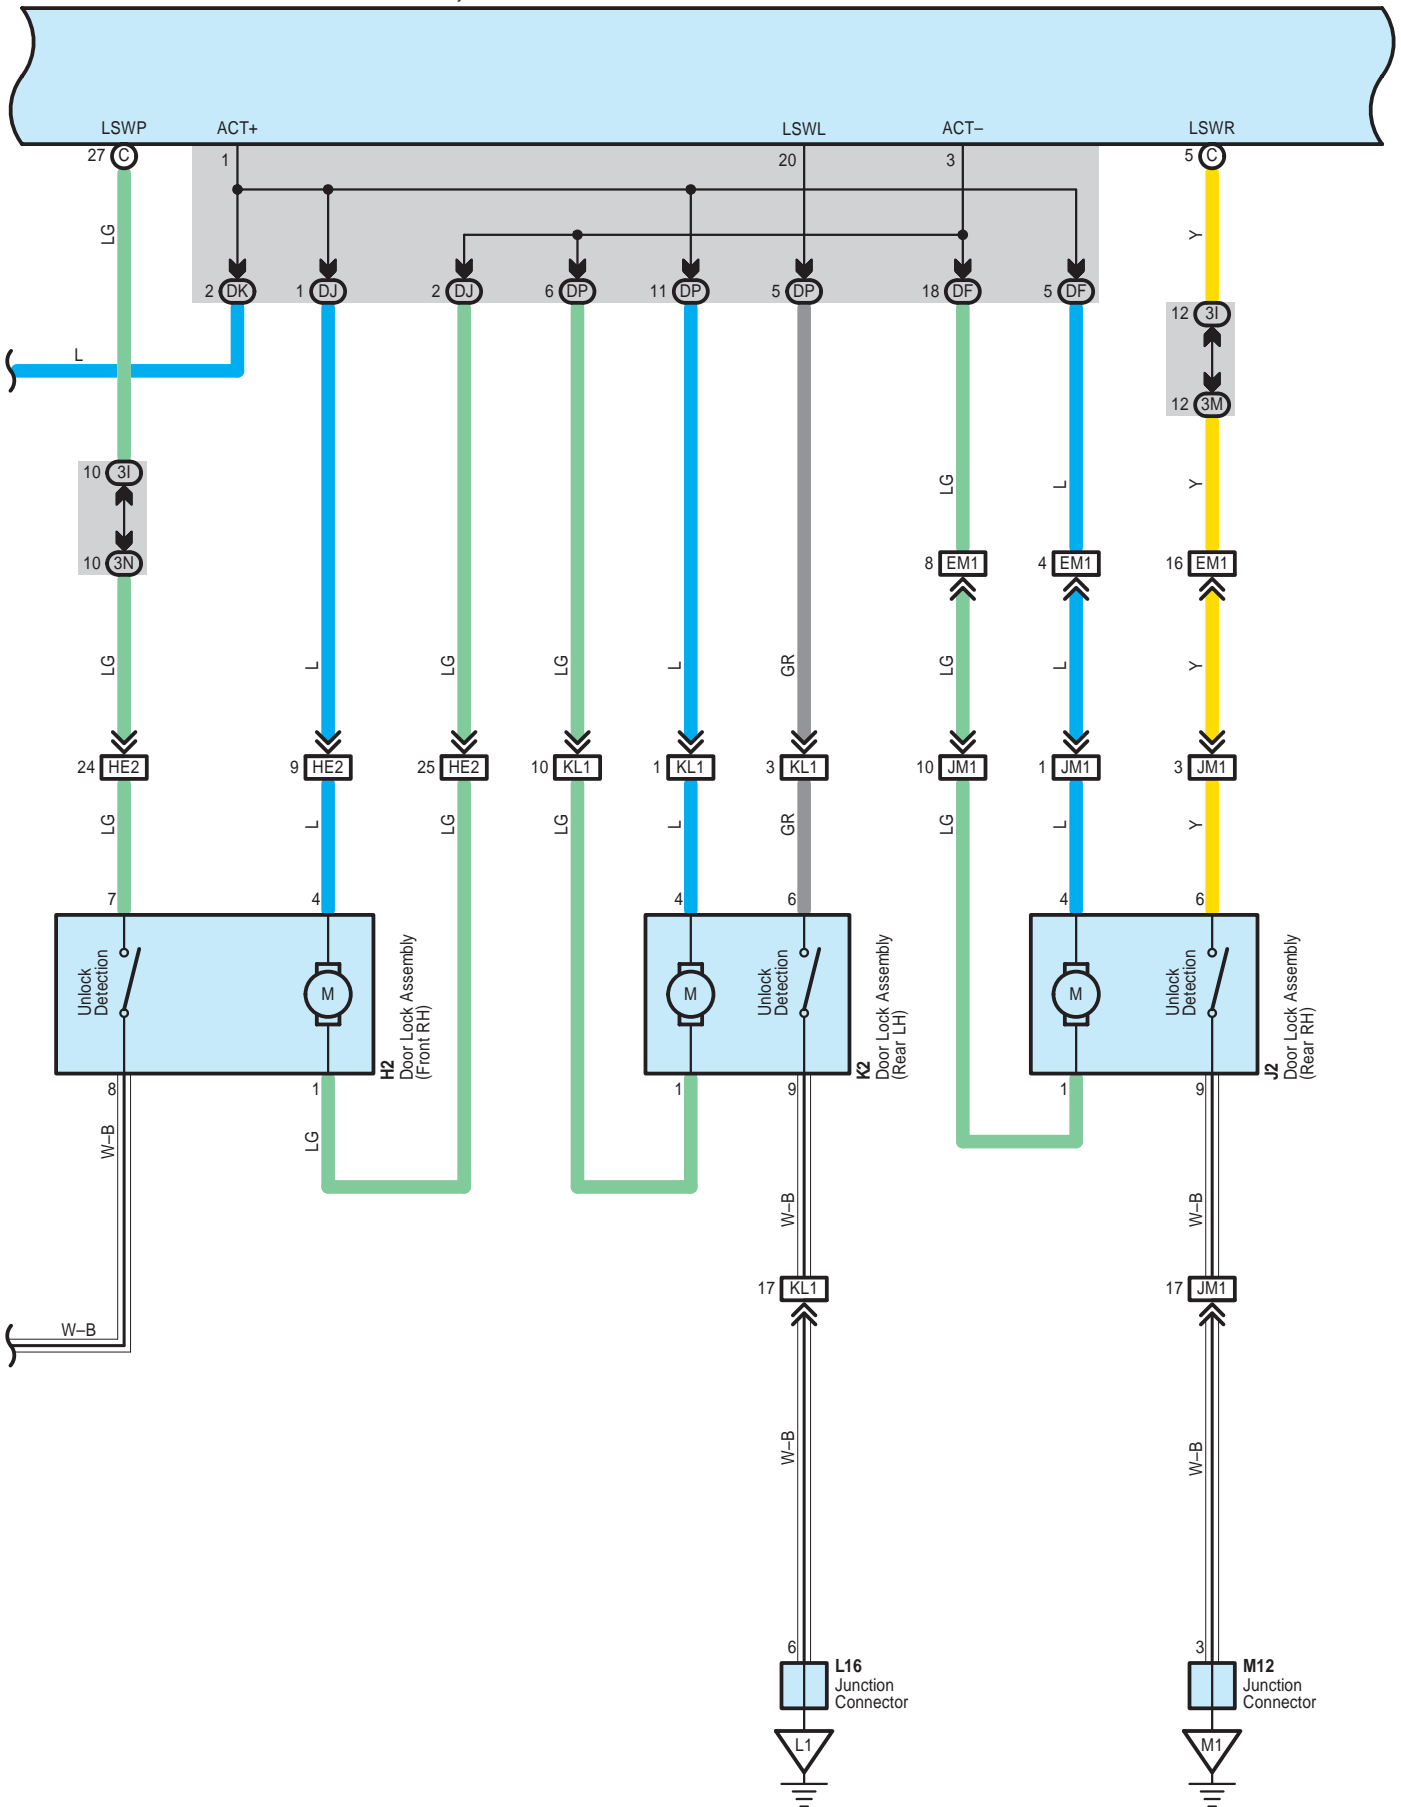 LSWP ACT+ LSWL ACT– LSWR
27 C 1 20 3 5 C
LG Y
2 DK 1 DJ 2 DJ 6 DP 11 DP 5 DP 18 DF 5 DF
12 3I
L
12 3M
10 3I
LG L Y
10 3N
8 EM1 4 EM1 16 EM1
LG L LG LG L GR LG L Y
24 HE2 9 HE2 25 HE2 10 KL1 1 KL1 3 KL1 10 JM1 1 JM1 3 JM1
LG L LG LG L GR LG L Y
7 4 4 6 4 6
Unlock
Detection
M
H2
Door Lock Assembly
(Front RH)
M
Unlock
Detection
K2
Door Lock Assembly
(Rear LH)
M
Unlock
Detection
J2
Door Lock Assembly
(Rear RH)
8 1 1 9 1 9
W–B LG
W–B W–B
17 KL1 17 JM1
W–B
W–B W–B
6 3
L16
Junction
Connector
M12
Junction
Connector
L1 M1